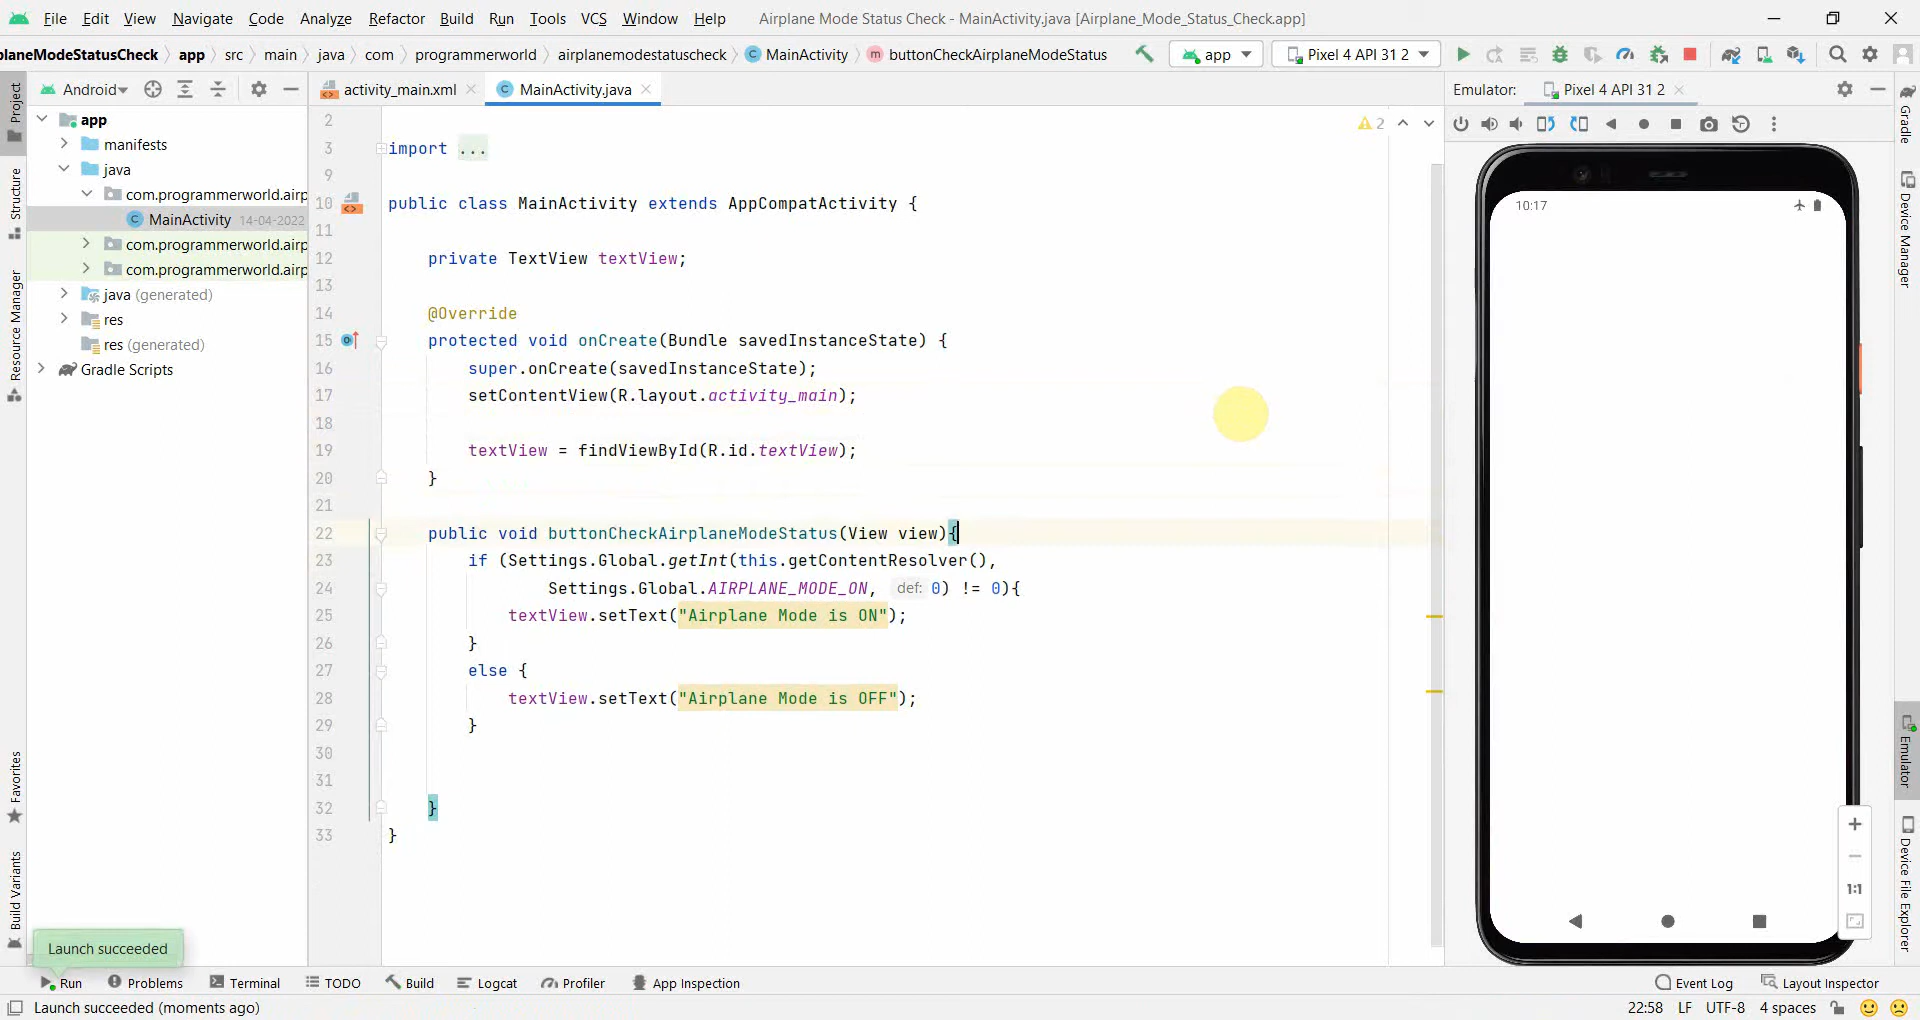 File Edit View Navigate Code Analyze Refactor Build Run Tools VCS Window Help Airplane Mode Status Check - MainActivity.java [Airplane_Mode_Status_Check.app]
planeModeStatusCheck app src main java com programmerworld airplanemodestatuscheck MainActivity buttonCheckAirplaneModeStatus app Pixel 4 API 31 2
Android activity_main.xml MainActivity.java Emulator: Pixel 4 API 31 2
Project
Structure
Resource Manager
Favorites
Build Variants
app
manifests
java
com.programmerworld.airp
MainActivity 14-04-2022
com.programmerworld.airp
com.programmerworld.airp
java (generated)
res
res (generated)
Gradle Scripts
2
3 import ...
9
10 public class MainActivity extends AppCompatActivity {
11
12 private TextView textView;
13
14 @Override
15 protected void onCreate(Bundle savedInstanceState) {
16 super.onCreate(savedInstanceState);
17 setContentView(R.layout.activity_main);
18
19 textView = findViewById(R.id.textView);
20 }
21
22 public void buttonCheckAirplaneModeStatus(View view){
23 if (Settings.Global.getInt(this.getContentResolver(),
24 Settings.Global.AIRPLANE_MODE_ON, def: 0) != 0){
25 textView.setText("Airplane Mode is ON");
26 }
27 else {
28 textView.setText("Airplane Mode is OFF");
29 }
30
31
32 }
33 }
2
10:17
1:1
Gradle
Device Manager
Emulator
Device File Explorer
Launch succeeded
Run Problems Terminal TODO Build Logcat Profiler App Inspection Event Log Layout Inspector
Launch succeeded (moments ago) 22:58 LF UTF-8 4 spaces